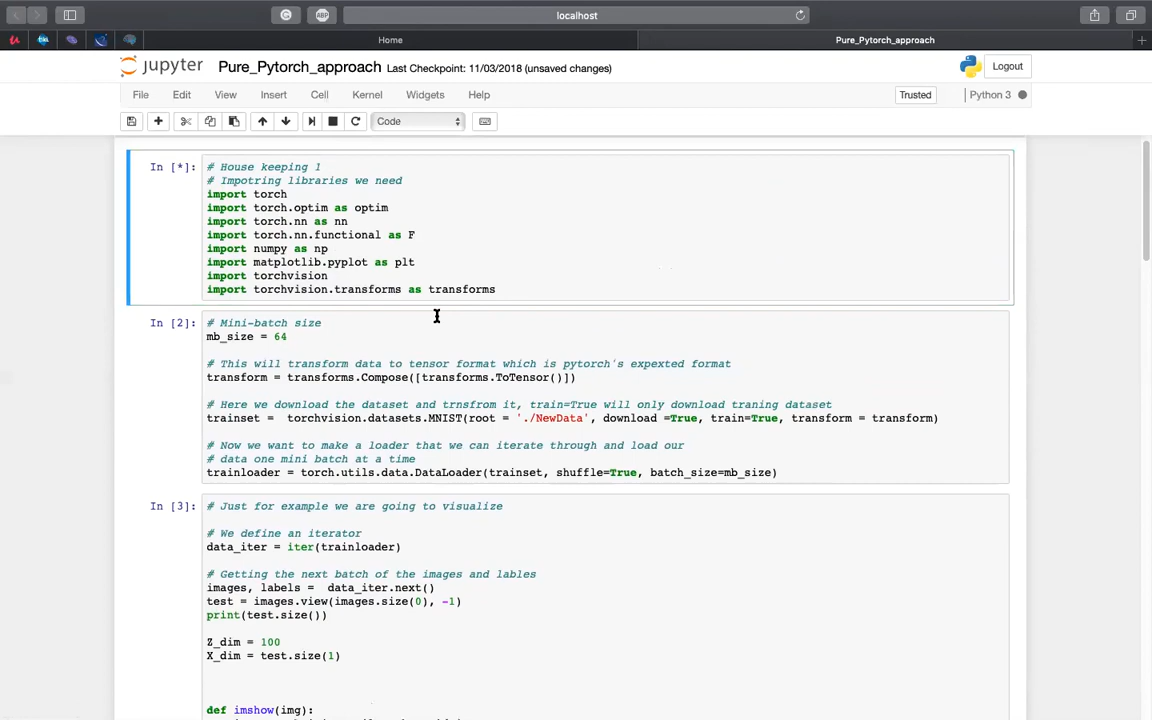 localhost
Home
Pure_Pytorch_approach
jupyter Pure_Pytorch_approach Last Checkpoint: 11/03/2018 (unsaved changes)
Logout
File Edit View Insert Cell Kernel Widgets Help
Trusted
Python 3
Code
In [*]:
# House keeping 1
# Impotring libraries we need
import torch
import torch.optim as optim
import torch.nn as nn
import torch.nn.functional as F
import numpy as np
import matplotlib.pyplot as plt
import torchvision
import torchvision.transforms as transforms
In [2]:
# Mini-batch size
mb_size = 64
# This will transform data to tensor format which is pytorch's expexted format
transform = transforms.Compose([transforms.ToTensor()])
# Here we download the dataset and trnsfrom it, train=True will only download traning dataset
trainset =  torchvision.datasets.MNIST(root = './NewData', download =True, train=True, transform = transform)
# Now we want to make a loader that we can iterate through and load our
# data one mini batch at a time
trainloader = torch.utils.data.DataLoader(trainset, shuffle=True, batch_size=mb_size)
In [3]:
# Just for example we are going to visualize
# We define an iterator
data_iter = iter(trainloader)
# Getting the next batch of the images and lables
images, labels =  data_iter.next()
test = images.view(images.size(0), -1)
print(test.size())
Z_dim = 100
X_dim = test.size(1)
def imshow(img):